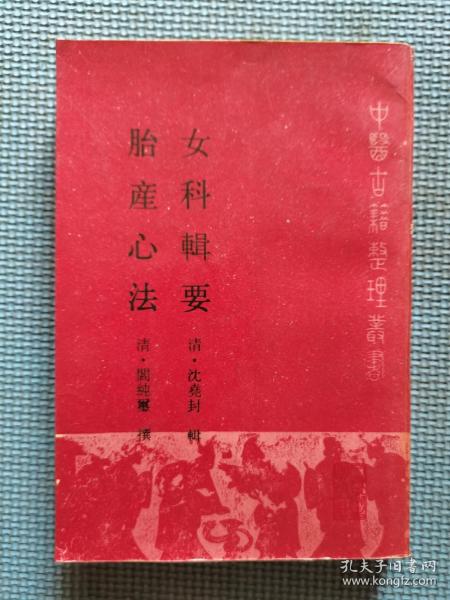 中醫古籍整理叢書
女科輯要 清·沈堯封 輯
胎産心法 清·閻純璽 撰
孔夫子旧书网
www.kongfz.com